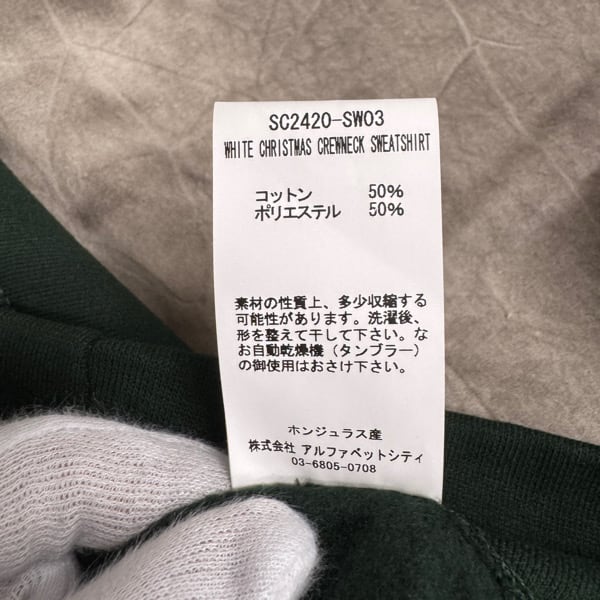 SC2420-SW03
WHITE CHRISTMAS CREWNECK SWEATSHIRT
コットン 50%
ポリエステル 50%
素材の性質上、多少収縮する
可能性があります。洗濯後、
形を整えて干して下さい。な
お自動乾燥機（タンブラー）
の御使用はおさけ下さい。
ホンジュラス産
株式会社 アルファベットシティ
03-6805-0708